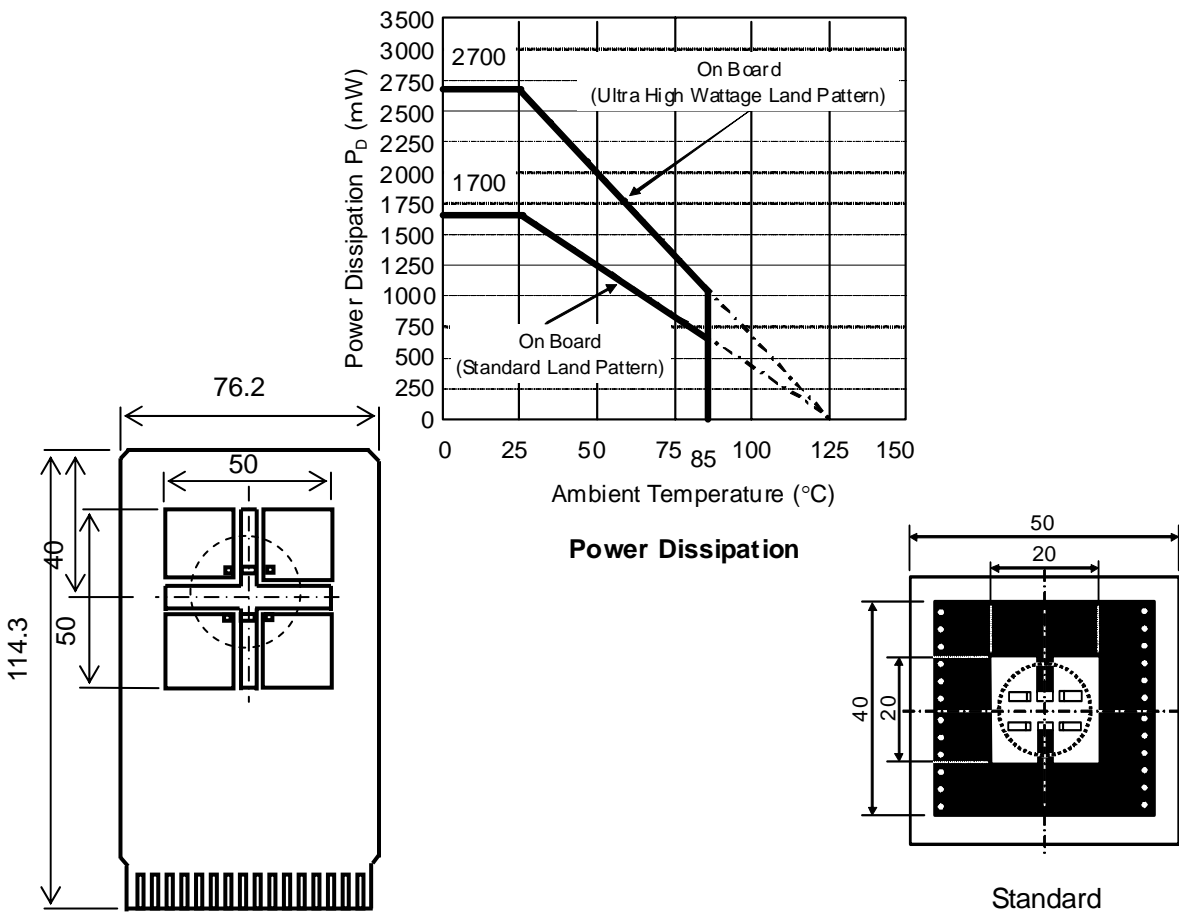 3500
3000
2750
2500
2250
2000
1750
1500
1250
1000
750
500
250
0
Power Dissipation PD (mW)
2700
1700
On Board
(Ultra High Wattage Land Pattern)
On Board
(Standard Land Pattern)
0 25 50 75 85 100 125 150
Ambient Temperature (°C)
Power Dissipation
76.2
50
40
50
114.3
50
20
40
20
Standard